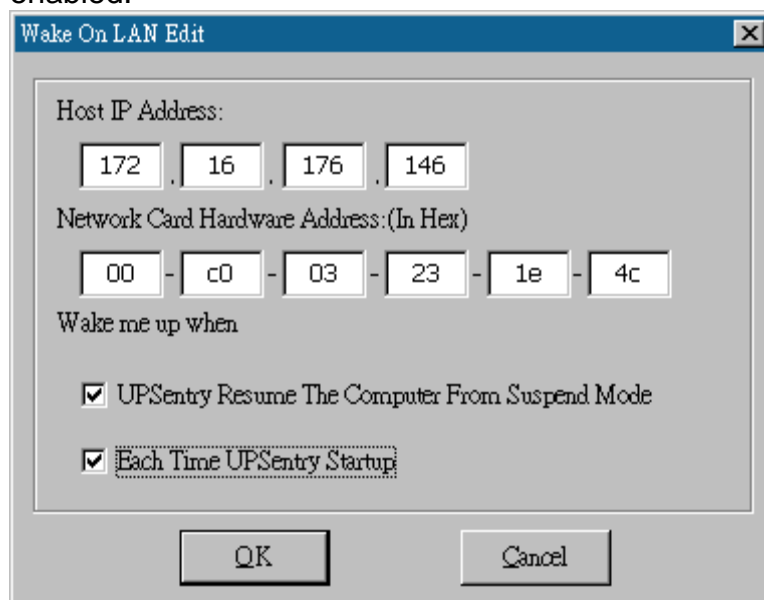 enabled.
Wake On LAN Edit
Host IP Address:
172 . 16 . 176 . 146
Network Card Hardware Address:(In Hex)
00 - c0 - 03 - 23 - 1e - 4c
Wake me up when
UPSentry Resume The Computer From Suspend Mode
Each Time UPSentry Startup
OK Cancel